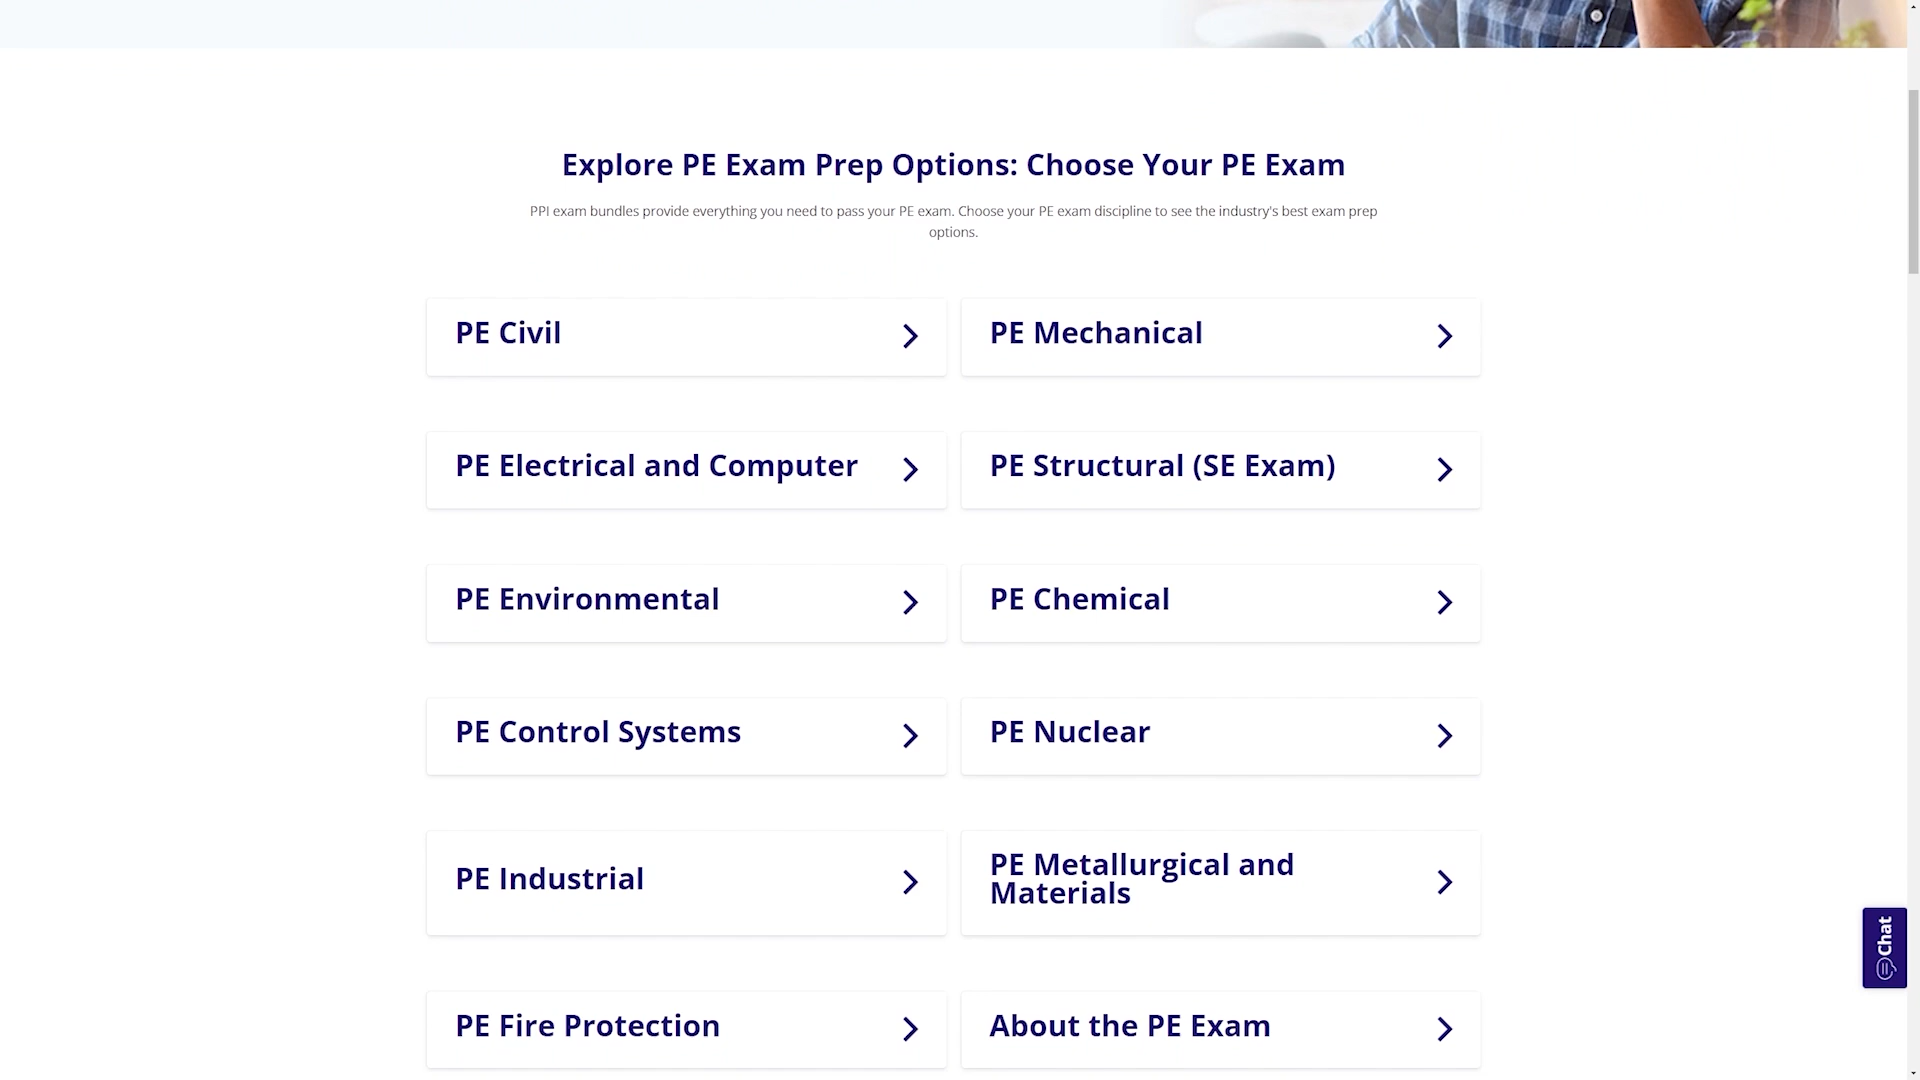 Explore PE Exam Prep Options: Choose Your PE Exam
PPI exam bundles provide everything you need to pass your PE exam. Choose your PE exam discipline to see the industry's best exam prep
options.
PE Civil
PE Mechanical
PE Electrical and Computer
PE Structural (SE Exam)
PE Environmental
PE Chemical
PE Control Systems
PE Nuclear
PE Industrial
PE Metallurgical and
Materials
PE Fire Protection
About the PE Exam
Chat